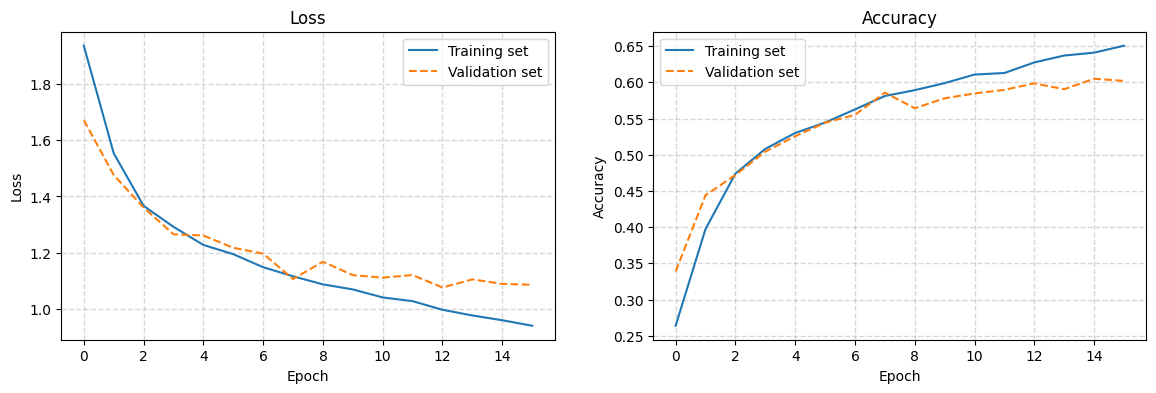 Loss
Training set
Validation set
1.8
1.6
1.4
1.2
1.0
Loss
0 2 4 6 8 10 12 14
Epoch
Accuracy
Training set
Validation set
0.65
0.60
0.55
0.50
0.45
0.40
0.35
0.30
0.25
Accuracy
0 2 4 6 8 10 12 14
Epoch